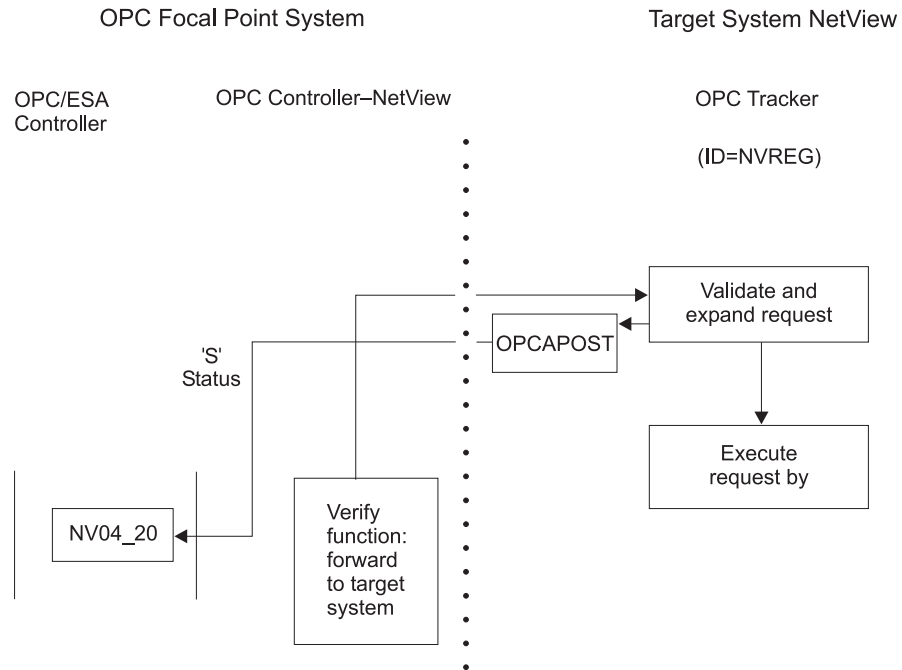 OPC Focal Point System
Target System NetView
OPC/ESA
Controller
OPC Controller–NetView
OPC Tracker
(ID=NVREG)
Validate and
expand request
OPCAPOST
'S'
Status
Execute
request by
NV04_20
Verify
function:
forward
to target
system